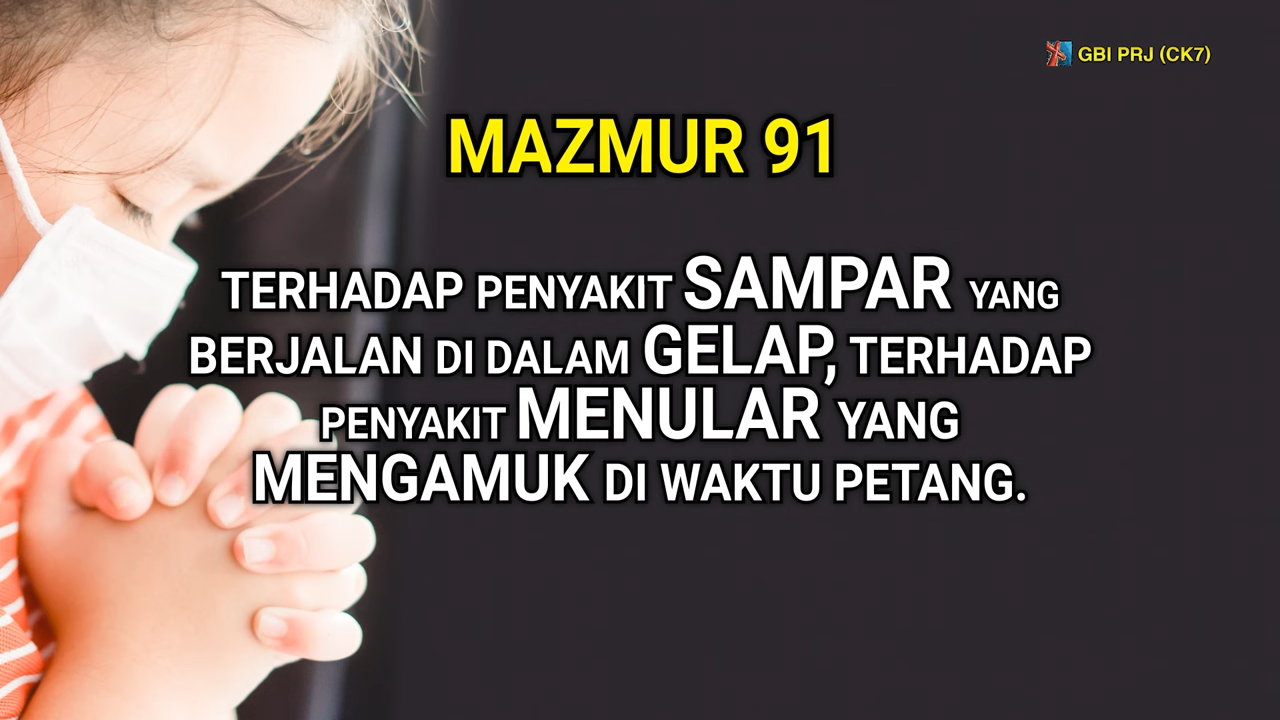 GBI PRJ (CK7)
MAZMUR 91
TERHADAP PENYAKIT SAMPAR YANG
BERJALAN DI DALAM GELAP, TERHADAP
PENYAKIT MENULAR YANG
MENGAMUK DI WAKTU PETANG.